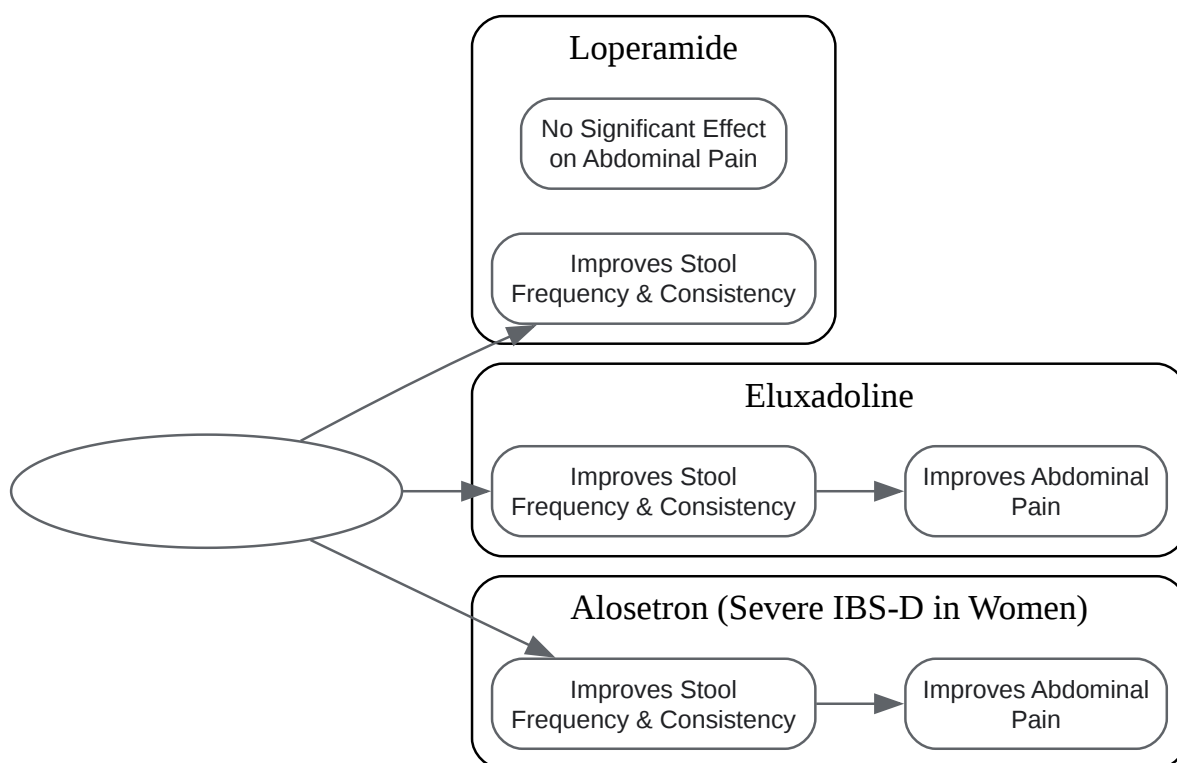 Loperamide
No Significant Effect
on Abdominal Pain
Improves Stool
Frequency & Consistency
Eluxadoline
Improves Stool
Frequency & Consistency
Improves Abdominal
Pain
Alosetron (Severe IBS-D in Women)
Improves Stool
Frequency & Consistency
Improves Abdominal
Pain